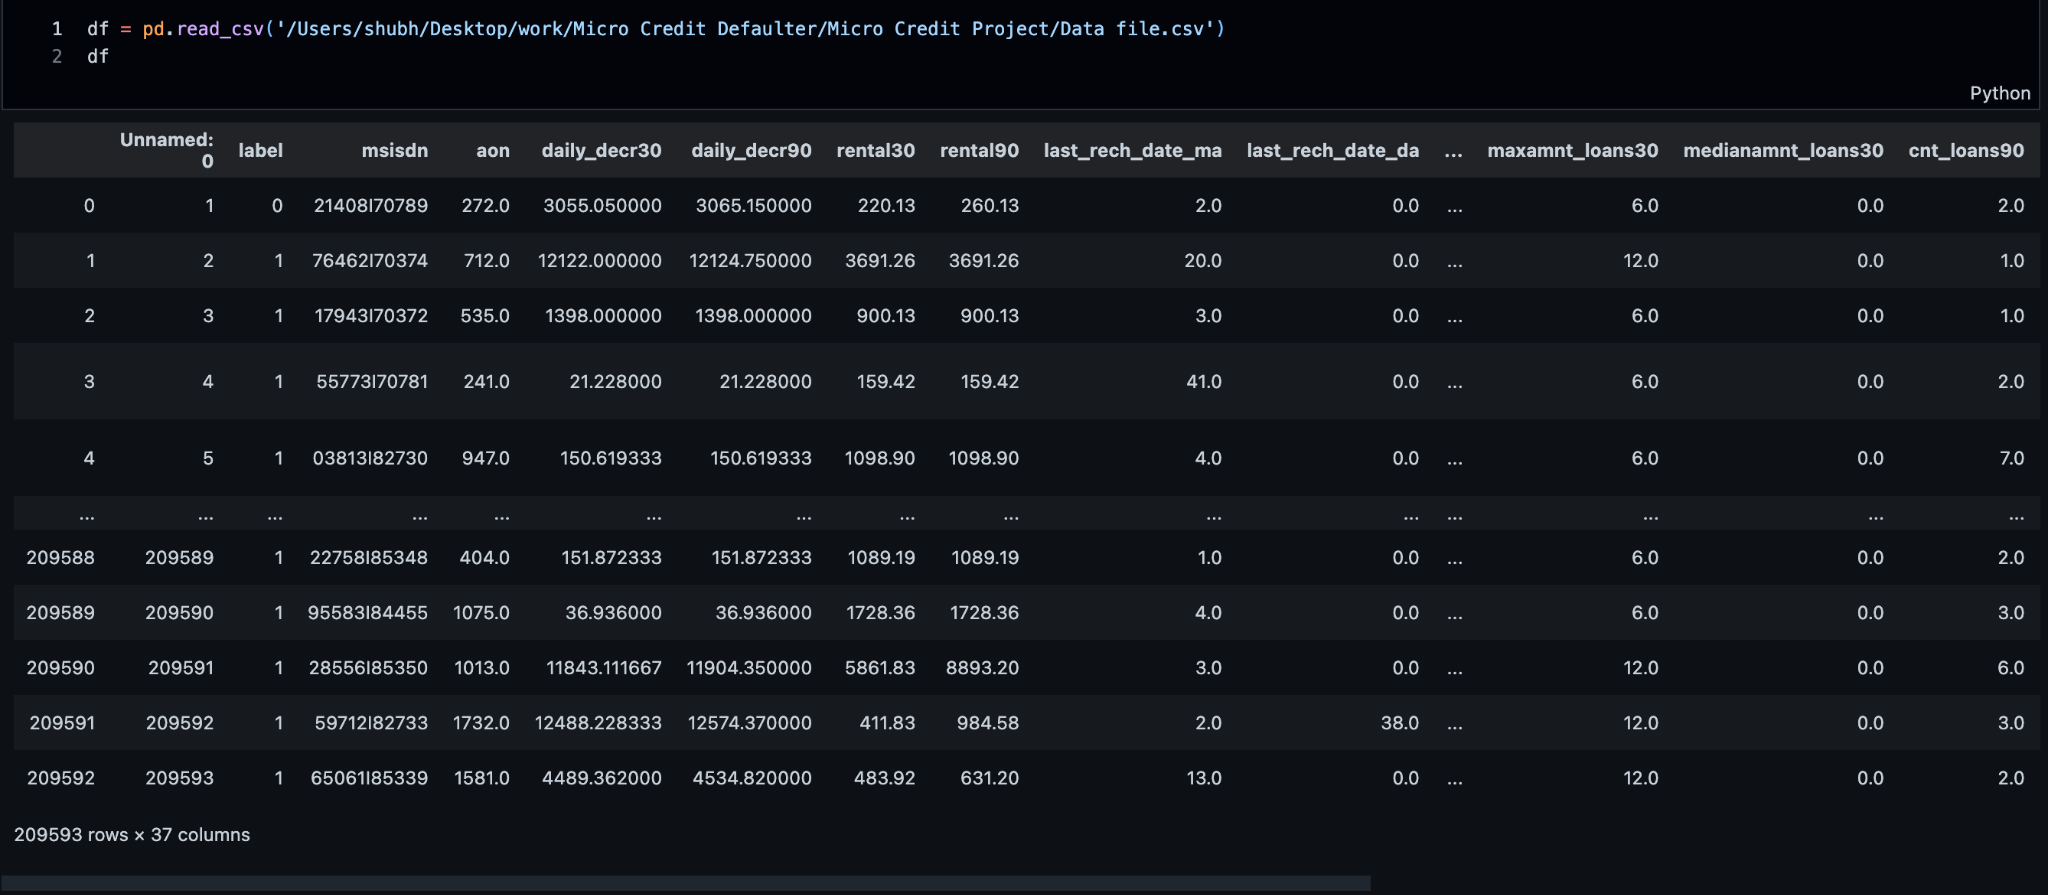 1 df = pd.read_csv('/Users/shubh/Desktop/work/Micro Credit Defaulter/Micro Credit Project/Data file.csv')
2 df
Python
Unnamed: 0 label msisdn aon daily_decr30 daily_decr90 rental30 rental90 last_rech_date_ma last_rech_date_da ... maxamnt_loans30 medianamnt_loans30 cnt_loans90
0 1 0 21408I70789 272.0 3055.050000 3065.150000 220.13 260.13 2.0 0.0 ... 6.0 0.0 2.0
1 2 1 76462I70374 712.0 12122.000000 12124.750000 3691.26 3691.26 20.0 0.0 ... 12.0 0.0 1.0
2 3 1 17943I70372 535.0 1398.000000 1398.000000 900.13 900.13 3.0 0.0 ... 6.0 0.0 1.0
3 4 1 55773I70781 241.0 21.228000 21.228000 159.42 159.42 41.0 0.0 ... 6.0 0.0 2.0
4 5 1 03813I82730 947.0 150.619333 150.619333 1098.90 1098.90 4.0 0.0 ... 6.0 0.0 7.0
... ... ... ... ... ... ... ... ... ... ... ... ... ... ...
209588 209589 1 22758I85348 404.0 151.872333 151.872333 1089.19 1089.19 1.0 0.0 ... 6.0 0.0 2.0
209589 209590 1 95583I84455 1075.0 36.936000 36.936000 1728.36 1728.36 4.0 0.0 ... 6.0 0.0 3.0
209590 209591 1 28556I85350 1013.0 11843.111667 11904.350000 5861.83 8893.20 3.0 0.0 ... 12.0 0.0 6.0
209591 209592 1 59712I82733 1732.0 12488.228333 12574.370000 411.83 984.58 2.0 38.0 ... 12.0 0.0 3.0
209592 209593 1 65061I85339 1581.0 4489.362000 4534.820000 483.92 631.20 13.0 0.0 ... 12.0 0.0 2.0
209593 rows × 37 columns